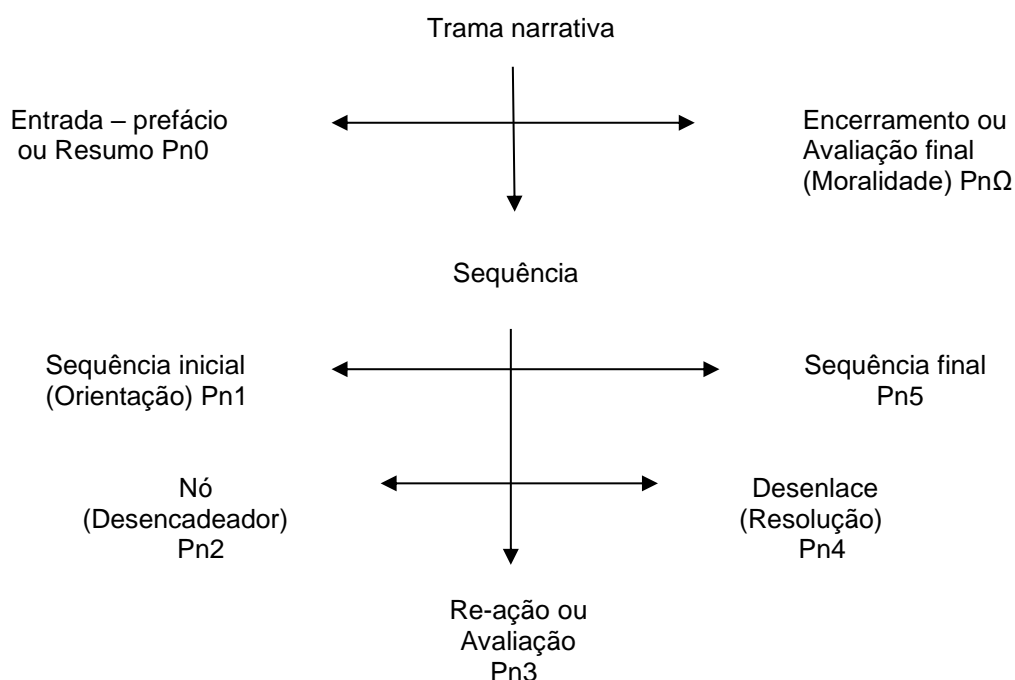 Trama narrativa
Entrada – prefácio
ou Resumo Pn0
Encerramento ou
Avaliação final
(Moralidade) PnΩ
Sequência
Sequência inicial
(Orientação) Pn1
Sequência final
Pn5
Nó
(Desencadeador)
Pn2
Desenlace
(Resolução)
Pn4
Re-ação ou
Avaliação
Pn3